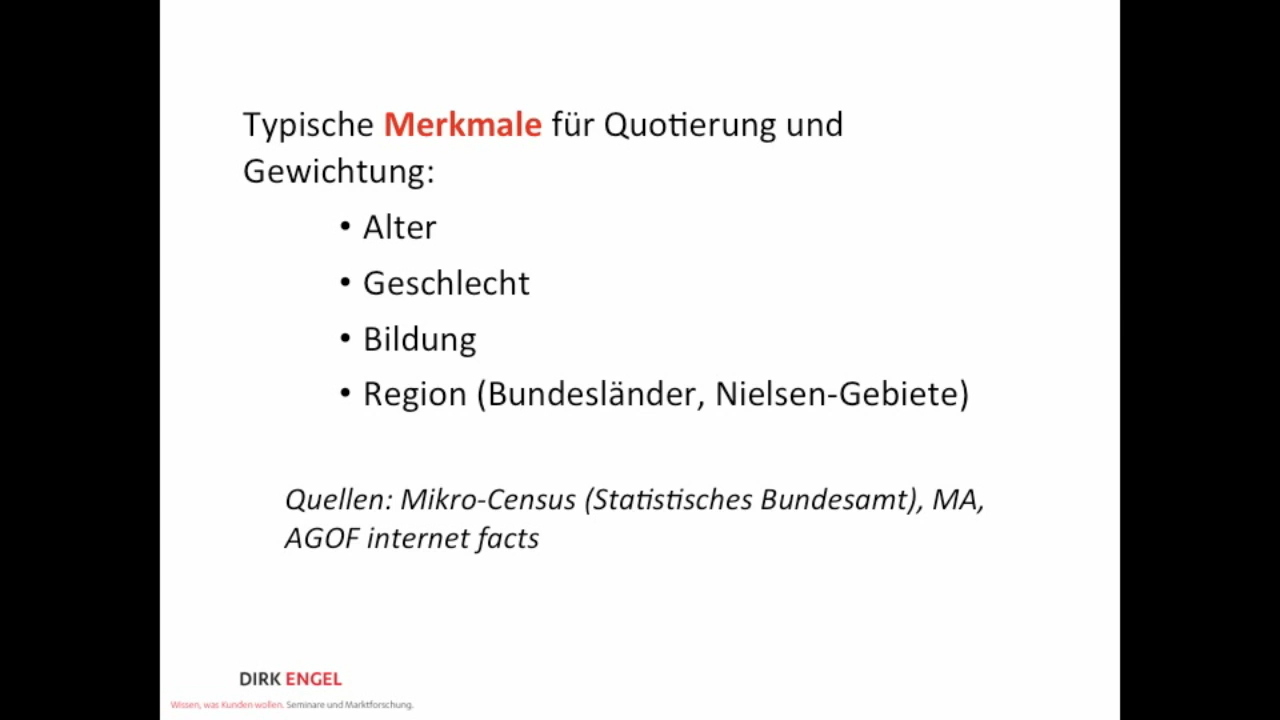 Typische Merkmale für Quotierung und
Gewichtung:
• Alter
• Geschlecht
• Bildung
• Region (Bundesländer, Nielsen-Gebiete)
Quellen: Mikro-Census (Statistisches Bundesamt), MA,
AGOF internet facts
DIRK ENGEL
Wissen, was Kunden wollen. Seminare und Marktforschung.